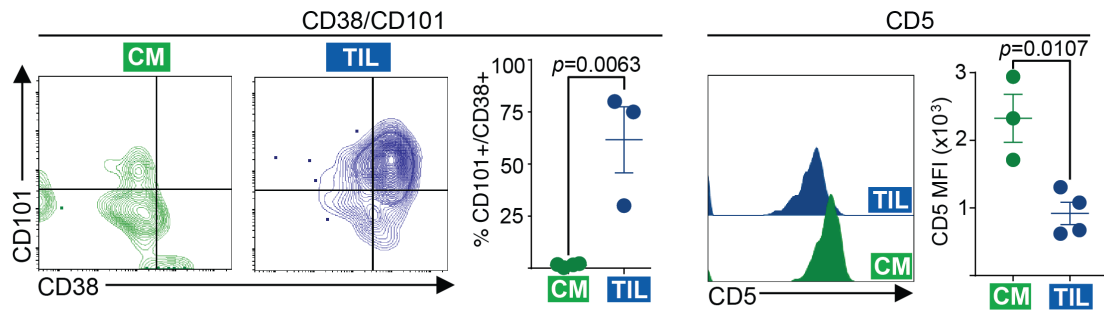 CD38/CD101
CM
TIL
CD101
CD38
% CD101+/CD38+
100
75
50
25
p=0.0063
CM
TIL
CD5
TIL
CM
CD5
CD5 MFI (x10³)
3
2
1
p=0.0107
CM
TIL